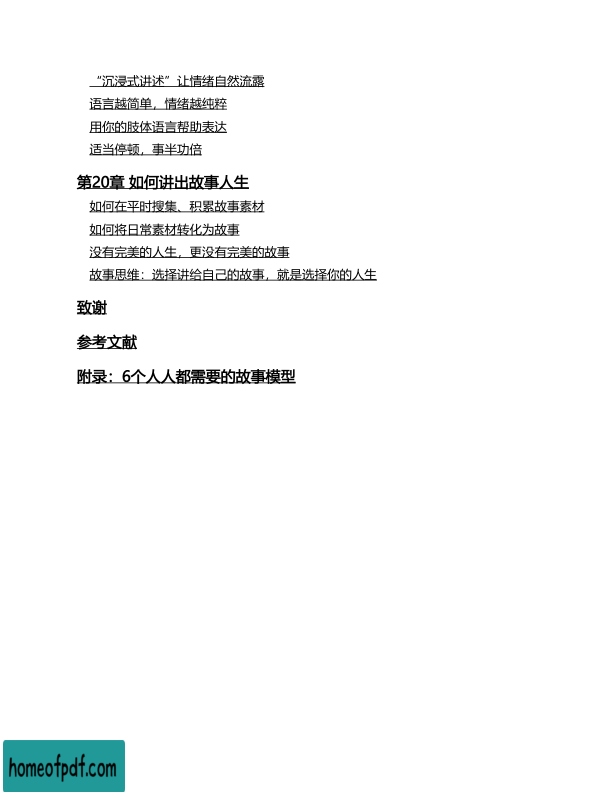 “沉浸式讲述”让情绪自然流露
语言越简单，情绪越纯粹
用你的肢体语言帮助表达
适当停顿，事半功倍
第20章 如何讲出故事人生
如何在平时搜集、积累故事素材
如何将日常素材转化为故事
没有完美的人生，更没有完美的故事
故事思维：选择讲给自己的故事，就是选择你的人生
致谢
参考文献
附录：6个人人都需要的故事模型
homeofpdf.com